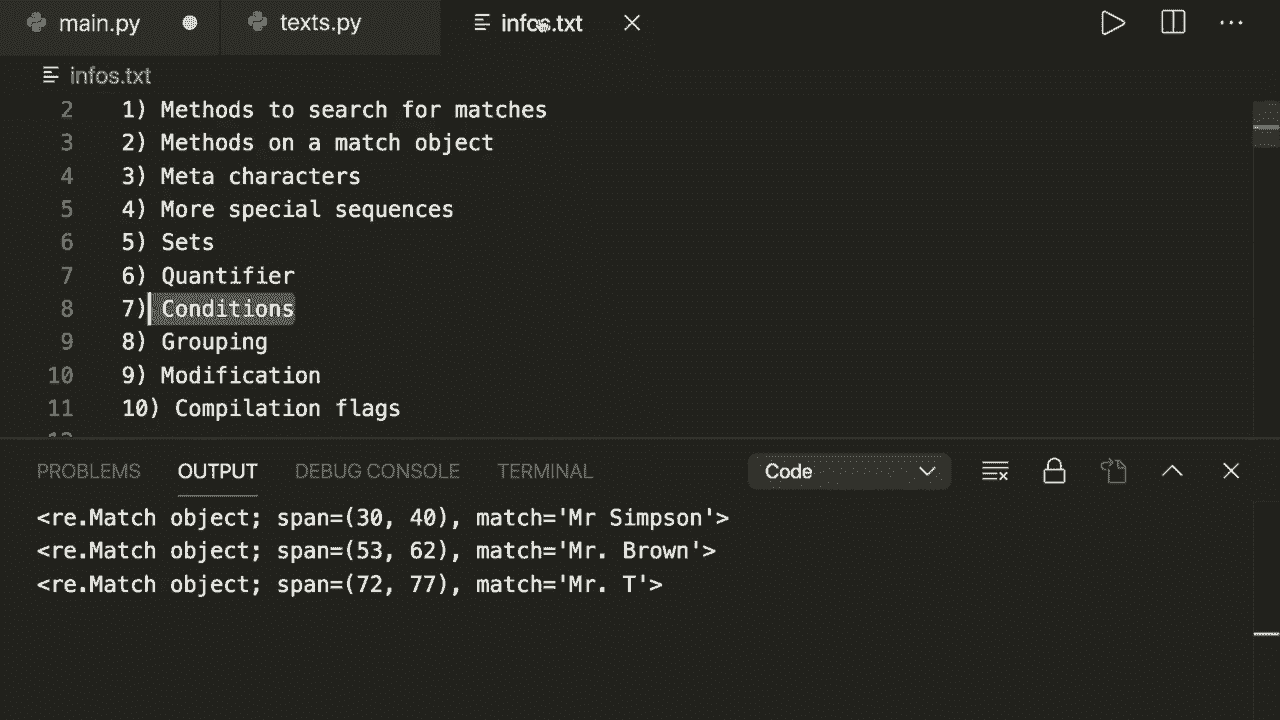 main.py
texts.py
infos.txt
infos.txt
2 1) Methods to search for matches
3 2) Methods on a match object
4 3) Meta characters
5 4) More special sequences
6 5) Sets
7 6) Quantifier
8 7) Conditions
9 8) Grouping
10 9) Modification
11 10) Compilation flags
PROBLEMS OUTPUT DEBUG CONSOLE TERMINAL Code
<re.Match object; span=(30, 40), match='Mr Simpson'>
<re.Match object; span=(53, 62), match='Mr. Brown'>
<re.Match object; span=(72, 77), match='Mr. T'>